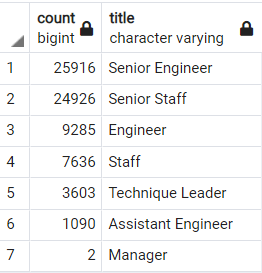 count title
bigint character varying
1 25916 Senior Engineer
2 24926 Senior Staff
3 9285 Engineer
4 7636 Staff
5 3603 Technique Leader
6 1090 Assistant Engineer
7 2 Manager